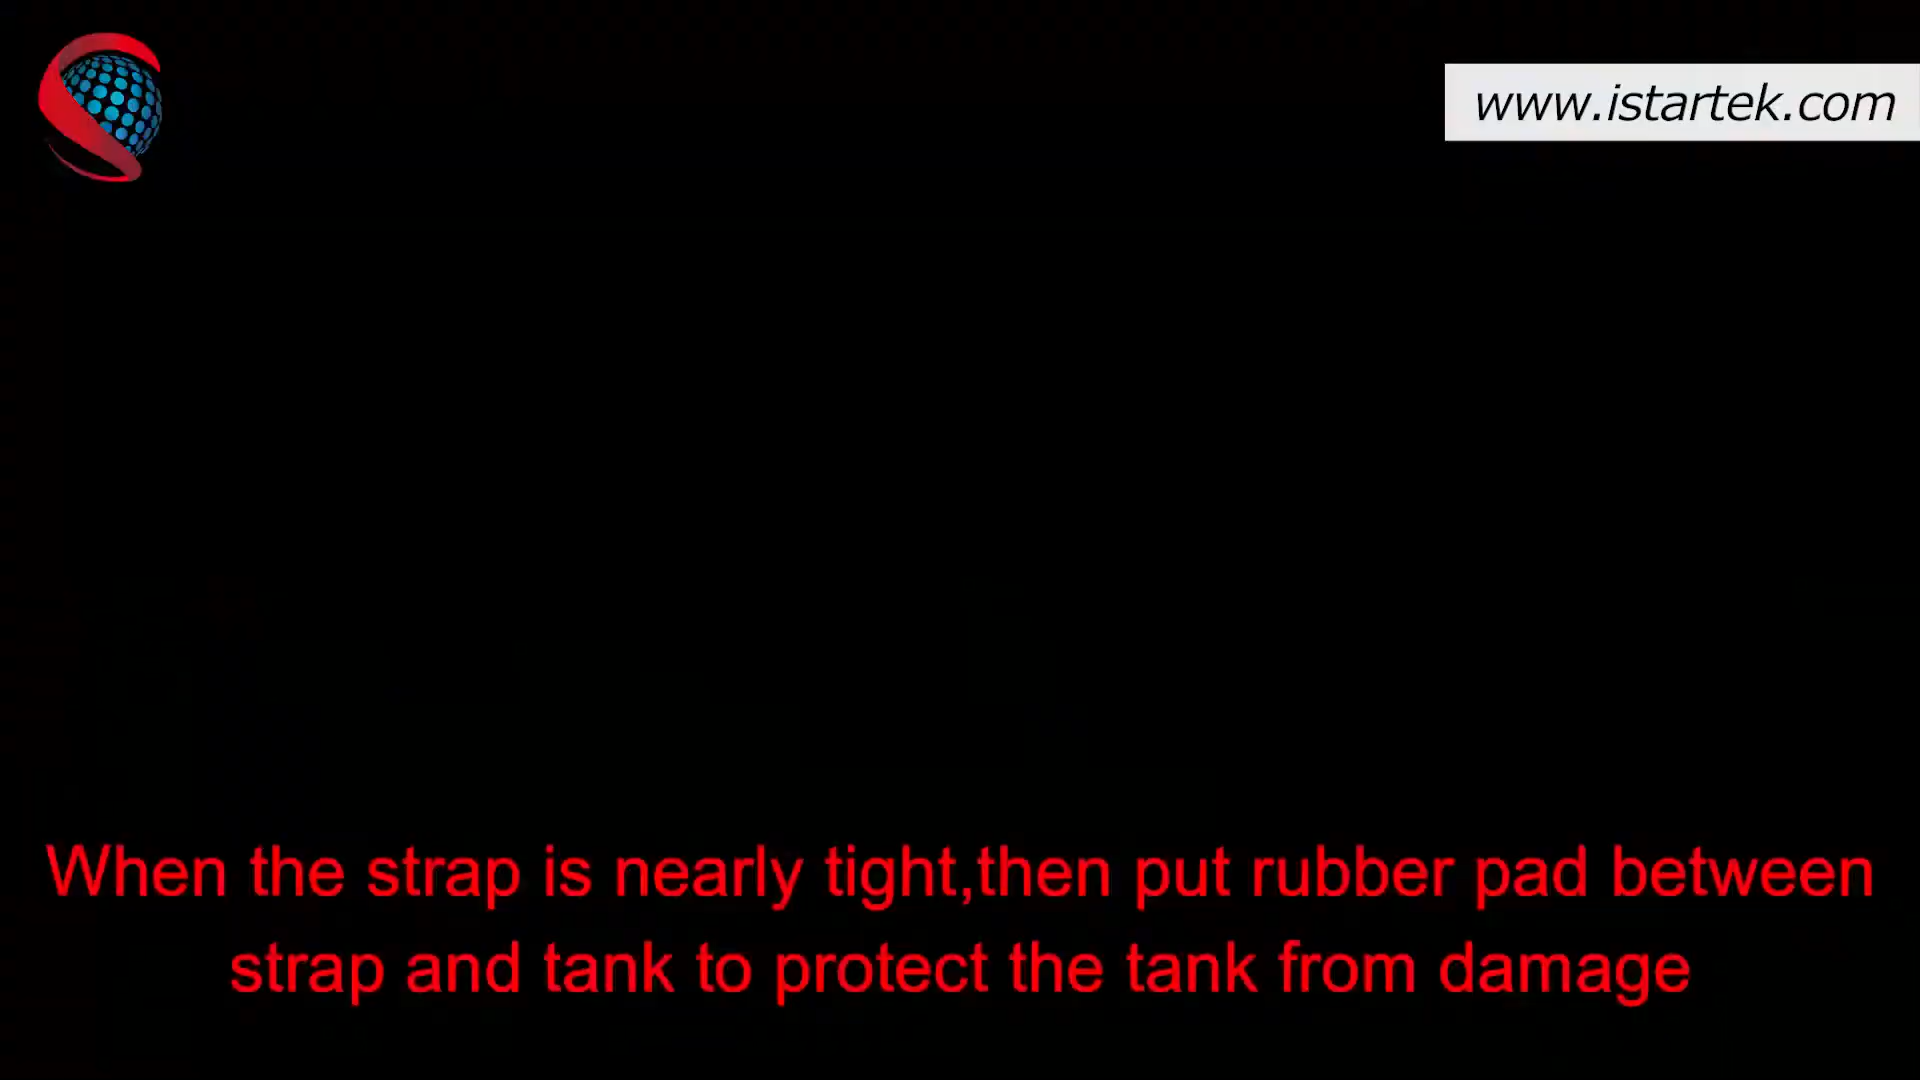 www.istartek.com
When the strap is nearly tight,then put rubber pad between
strap and tank to protect the tank from damage